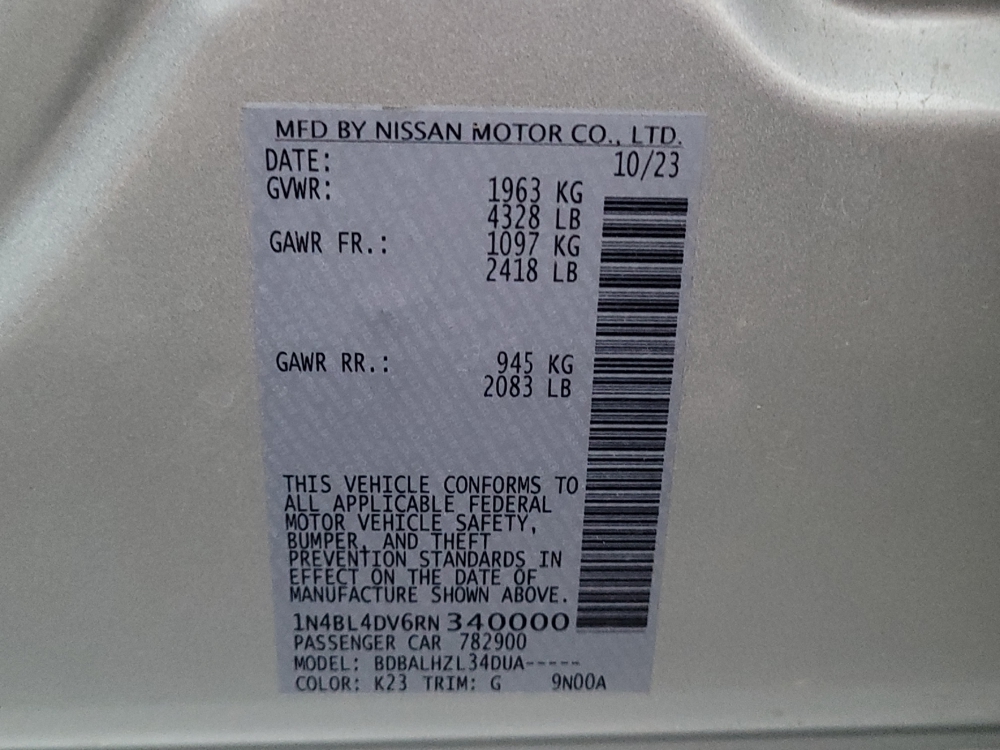 MFD BY NISSAN MOTOR CO., LTD.
DATE: 10/23
GVWR: 1963 KG
4328 LB
GAWR FR.: 1097 KG
2418 LB
GAWR RR.: 945 KG
2083 LB
THIS VEHICLE CONFORMS TO
ALL APPLICABLE FEDERAL
MOTOR VEHICLE SAFETY,
BUMPER, AND THEFT
PREVENTION STANDARDS IN
EFFECT ON THE DATE OF
MANUFACTURE SHOWN ABOVE.
1N4BL4DV6RN 340000
PASSENGER CAR 782900
MODEL: BDBALHZL34DUA-----
COLOR: K23 TRIM: G 9N00A